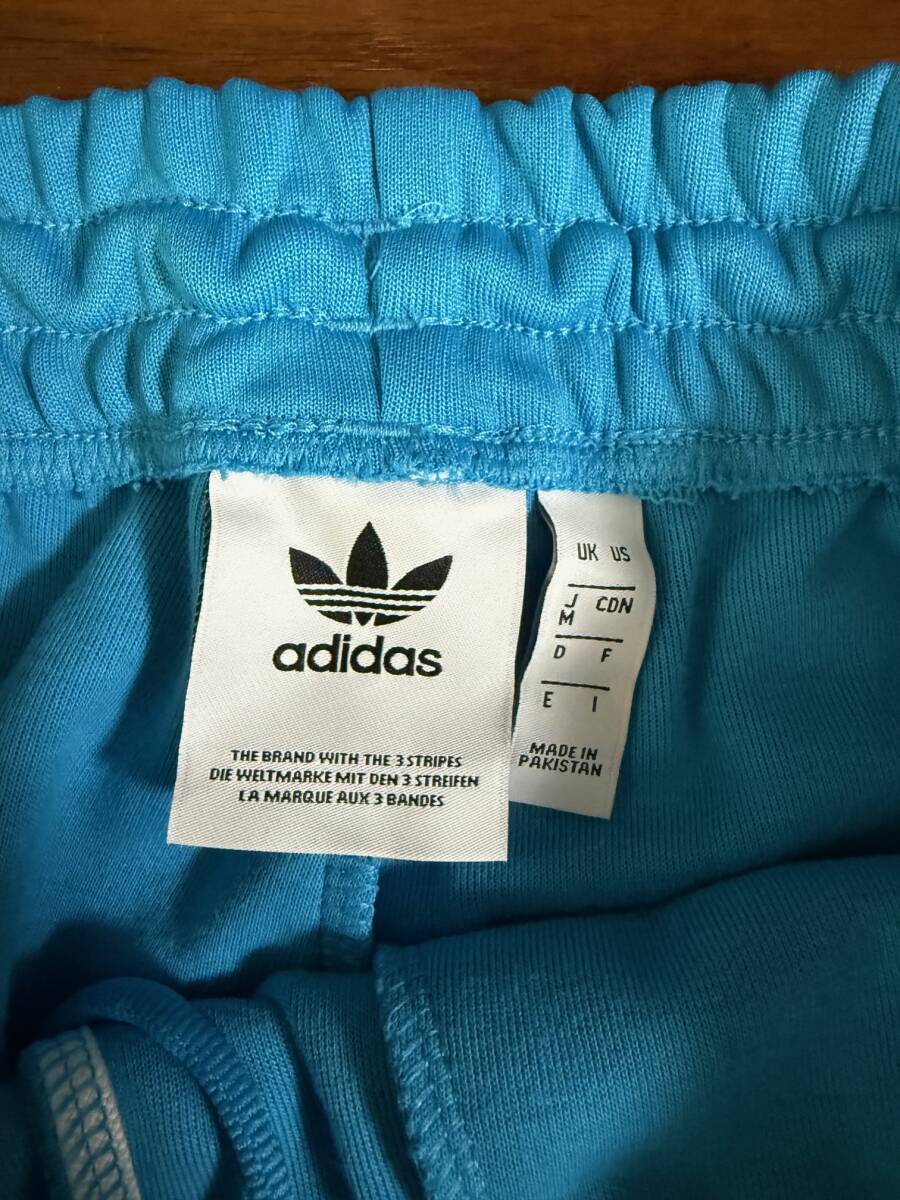 adidas
THE BRAND WITH THE 3 STRIPES
DIE WELTMARKE MIT DEN 3 STREIFEN
LA MARQUE AUX 3 BANDES
UK US
J CDN
M
D F
E I
MADE IN
PAKISTAN